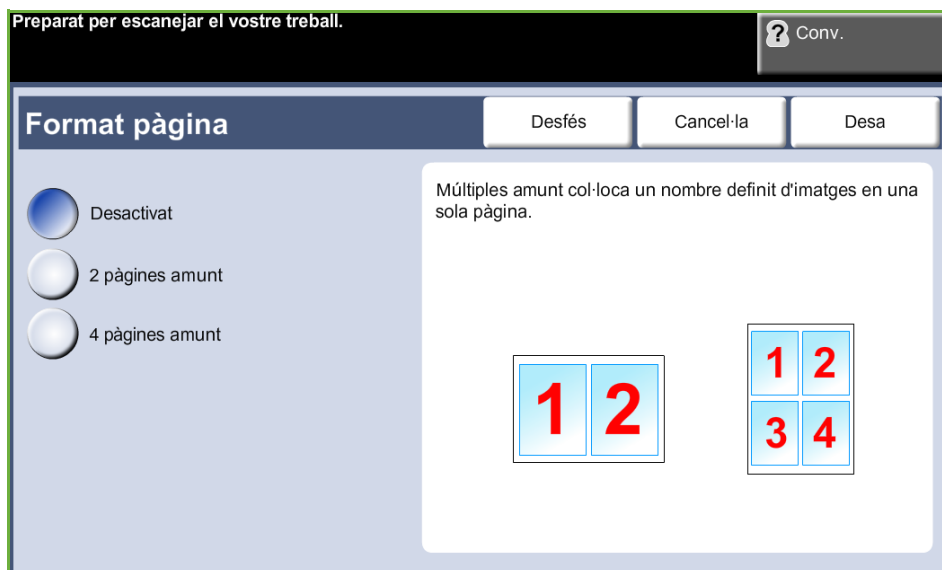 Preparat per escanejar el vostre treball.
? Conv.
Format pàgina
Desfés
Cancel·la
Desa
Desactivat
2 pàgines amunt
4 pàgines amunt
Múltiples amunt col·loca un nombre definit d'imatges en una
sola pàgina.
1 2
1 2
3 4